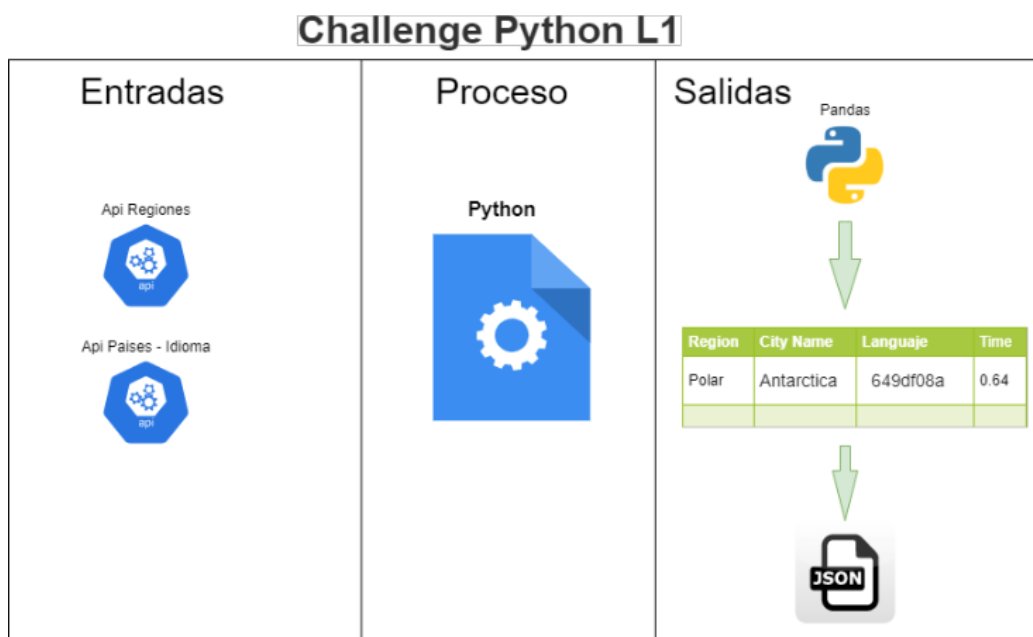 Challenge Python L1
Entradas
Proceso
Salidas
Api Regiones
api
Api Paises - Idioma
api
Python
Pandas
Region City Name Languaje Time
Polar Antarctica 649df08a 0.64
JSON